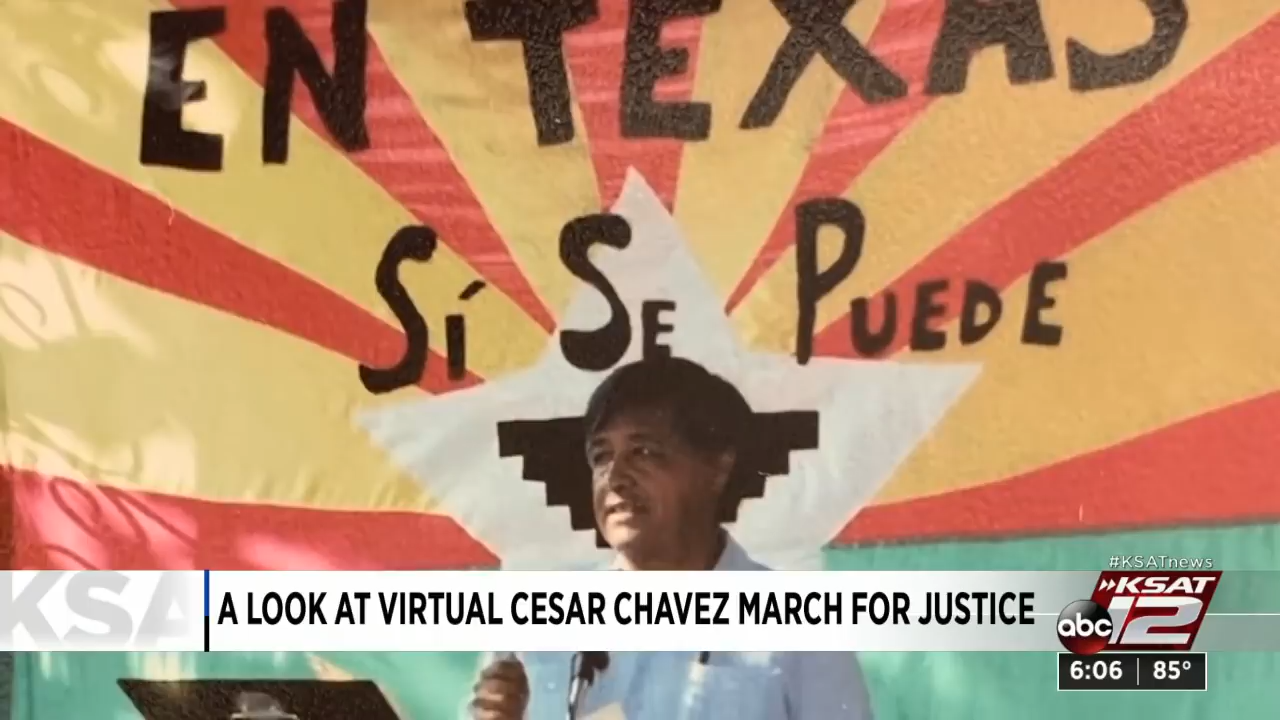 EN TEXAS
SÍ SE PUEDE
#KSATnews
KSA
A LOOK AT VIRTUAL CESAR CHAVEZ MARCH FOR JUSTICE
KSAT
abc 12
6:06 85°